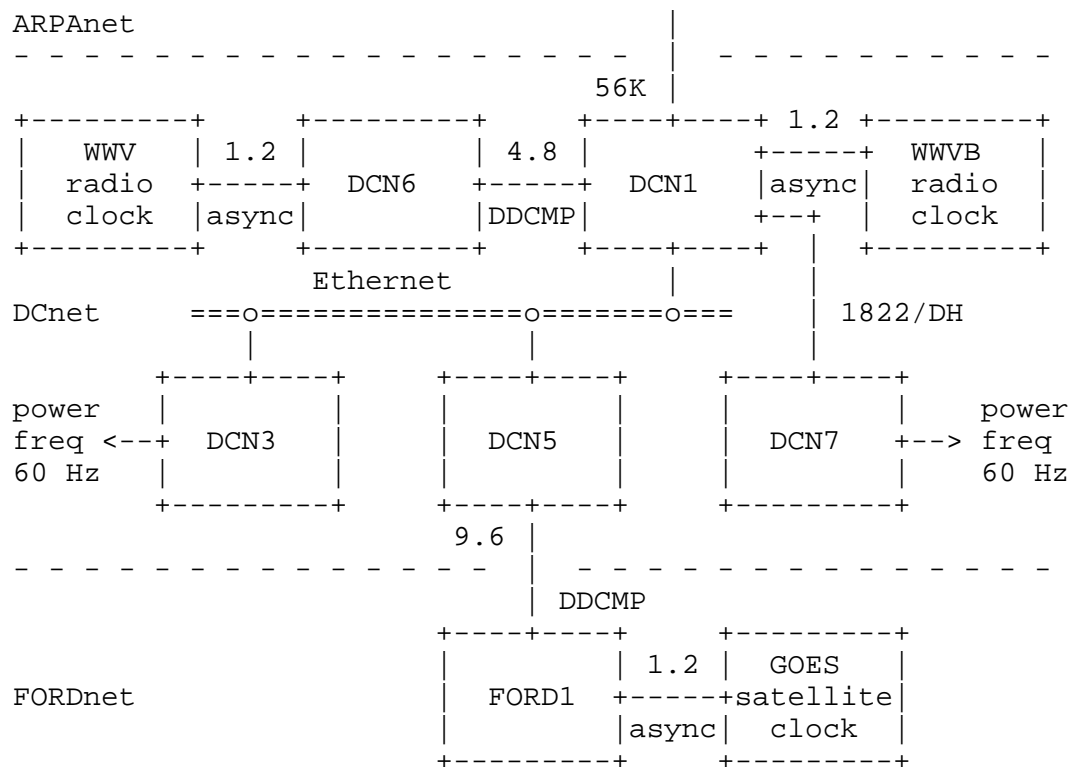 ARPAnet
56K
1.2
WWV 1.2 4.8 WWVB
radio DCN6 DCN1 async radio
clock async DDCMP clock
Ethernet
DCnet 1822/DH
power power
freq DCN3 DCN5 DCN7 freq
60 Hz 60 Hz
9.6
DDCMP
1.2 GOES
FORDnet FORD1 satellite
async clock